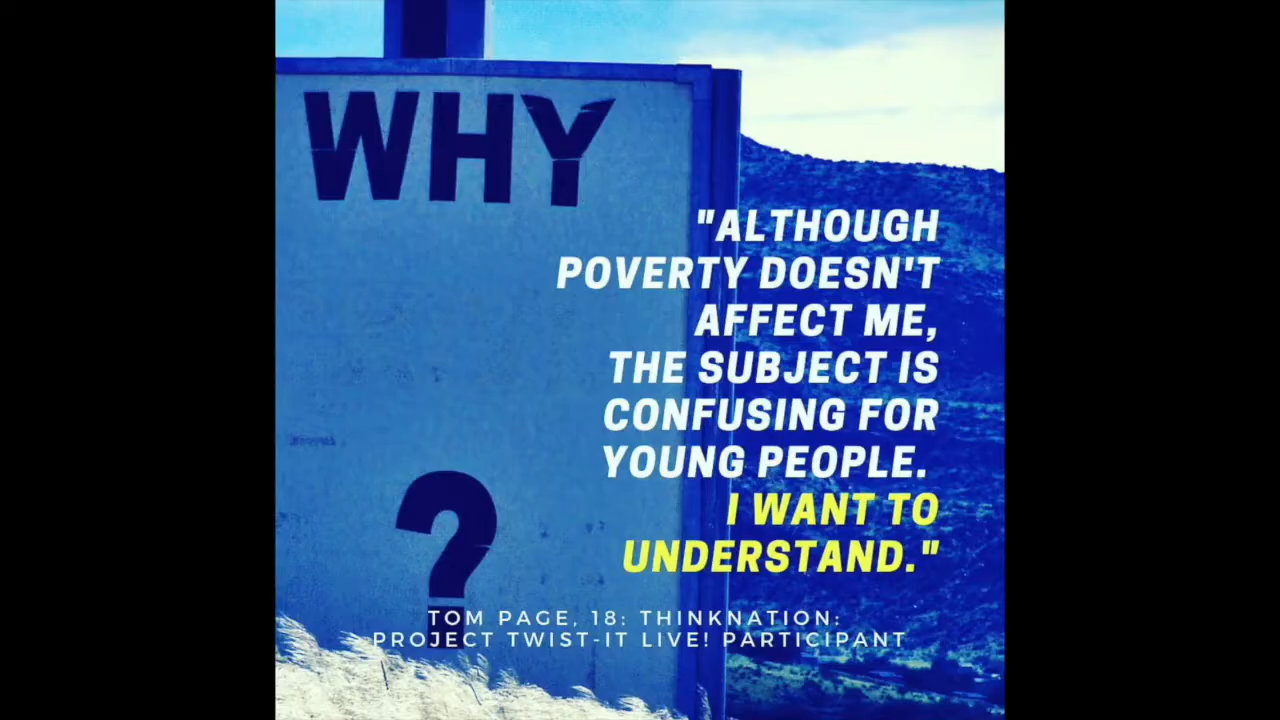 WHY
"ALTHOUGH
POVERTY DOESN'T
AFFECT ME,
THE SUBJECT IS
CONFUSING FOR
YOUNG PEOPLE.
I WANT TO
UNDERSTAND."
?
TOM PAGE, 18: THINKNATION:
PROJECT TWIST-IT LIVE! PARTICIPANT